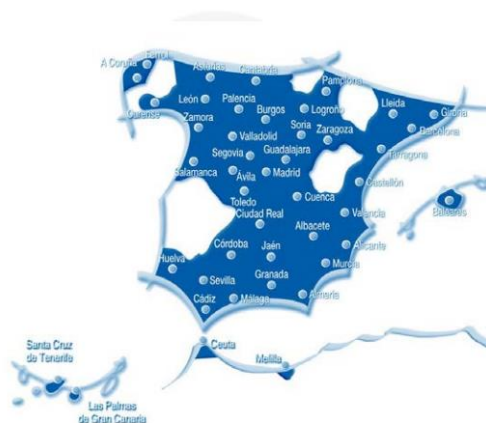 Ferrol
A Coruña
Asturias
Cantabria
Pamplona
León
Palencia
Burgos
Logroño
Lleida
Girona
Ourense
Zamora
Valladolid
Soria
Zaragoza
Barcelona
Segovia
Guadalajara
Tarragona
Salamanca
Ávila
Madrid
Castellón
Toledo
Cuenca
Ciudad Real
Valencia
Baleares
Albacete
Córdoba
Jaén
Alicante
Huelva
Murcia
Sevilla
Granada
Cádiz
Málaga
Almería
Ceuta
Melilla
Santa Cruz
de Tenerife
Las Palmas
de Gran Canaria